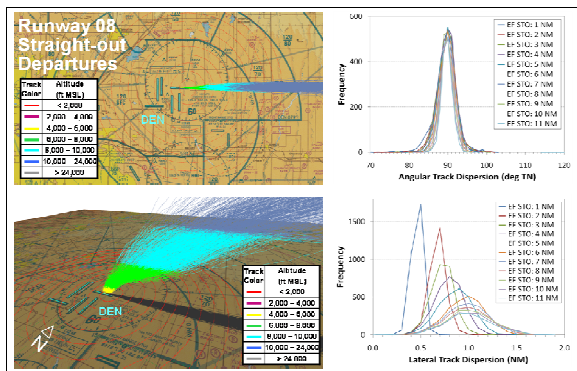 Runway 08
Straight-out
Departures
Track
Color
Altitude
(ft MSL)
< 2,000
2,000 – 4,000
4,000 – 6,000
6,000 – 8,000
8,000 – 10,000
10,000 – 24,000
> 24,000
DEN
Frequency
600
400
200
0
70
80
90
100
110
120
Angular Track Dispersion (deg TN)
EF STO: 1 NM
EF STO: 2 NM
EF STO: 3 NM
EF STO: 4 NM
EF STO: 5 NM
EF STO: 6 NM
EF STO: 7 NM
EF STO: 8 NM
EF STO: 9 NM
EF STO: 10 NM
EF STO: 11 NM
DEN
N
Track
Color
Altitude
(ft MSL)
< 2,000
2,000 – 4,000
4,000 – 6,000
6,000 – 8,000
8,000 – 10,000
10,000 – 24,000
> 24,000
Frequency
1500
1000
500
0
0.0
0.5
1.0
1.5
2.0
Lateral Track Dispersion (NM)
EF STO: 1 NM
EF STO: 2 NM
EF STO: 3 NM
EF STO: 4 NM
EF STO: 5 NM
EF STO: 6 NM
EF STO: 7 NM
EF STO: 8 NM
EF STO: 9 NM
EF STO: 10 NM
EF STO: 11 NM